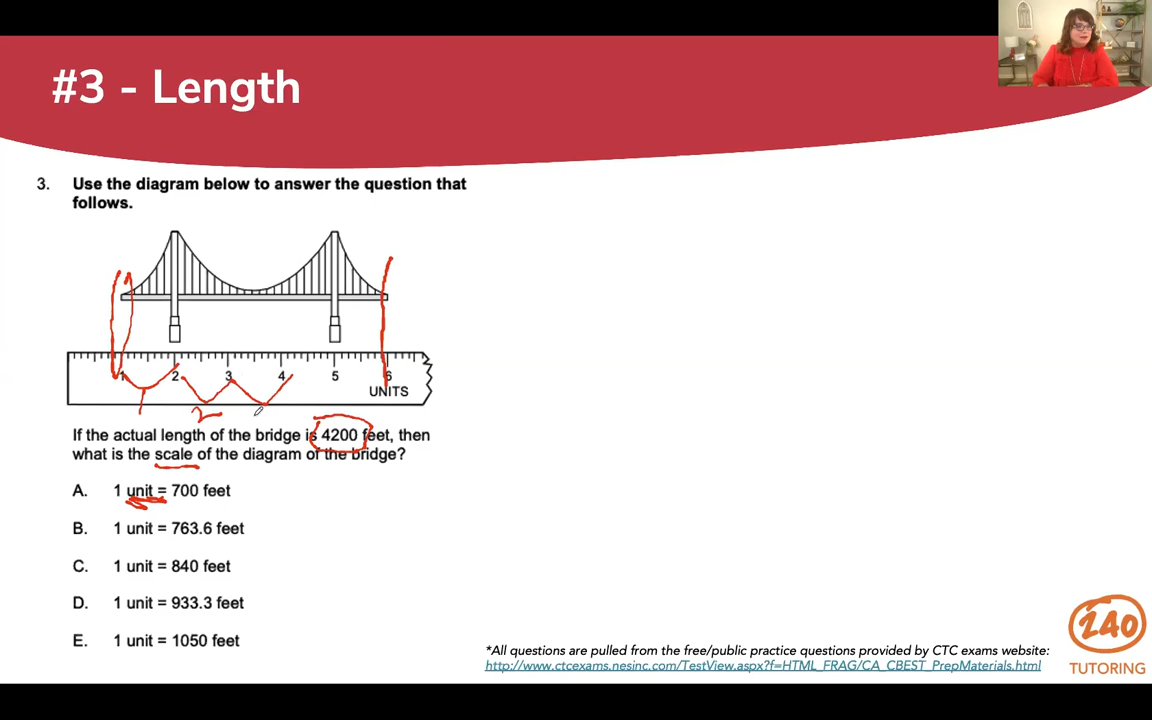 #3 - Length
3. Use the diagram below to answer the question that
follows.
1 2 3 4 5 6
UNITS
1
2
If the actual length of the bridge is 4200 feet, then
what is the scale of the diagram of the bridge?
A. 1 unit = 700 feet
B. 1 unit = 763.6 feet
C. 1 unit = 840 feet
D. 1 unit = 933.3 feet
E. 1 unit = 1050 feet
*All questions are pulled from the free/public practice questions provided by CTC exams website:
http://www.ctcexams.nesinc.com/TestView.aspx?f=HTML_FRAG/CA_CBEST_PrepMaterials.html
240
TUTORING